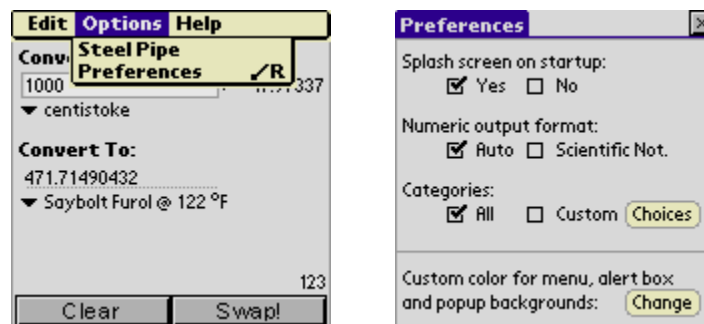 Edit Options Help
Steel Pipe
Preferences ✓R
1000
centistoke
Convert To:
471.71490432
Saybolt Furol @ 122 °F
123
Clear Swap!
Preferences
Splash screen on startup:
Yes No
Numeric output format:
Auto Scientific Not.
Categories:
All Custom Choices
Custom color for menu, alert box
and popup backgrounds: Change